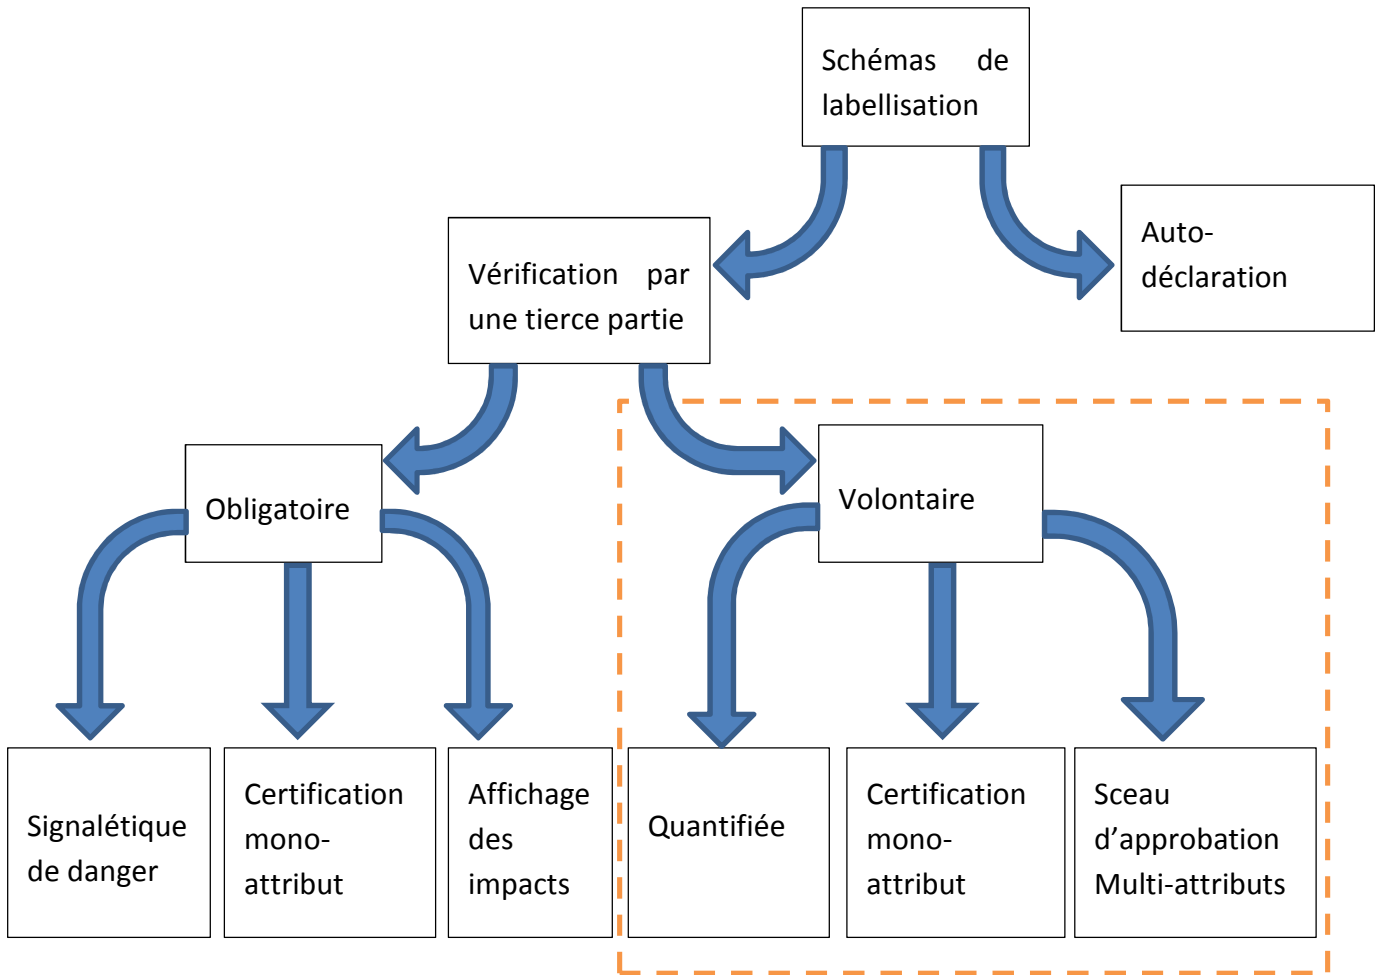 Schémas de
labellisation
Auto-
déclaration
Vérification par
une tierce partie
Obligatoire
Volontaire
Signalétique
de danger
Certification
mono-
attribut
Affichage
des
impacts
Quantifiée
Certification
mono-
attribut
Sceau
d’approbation
Multi-attributs